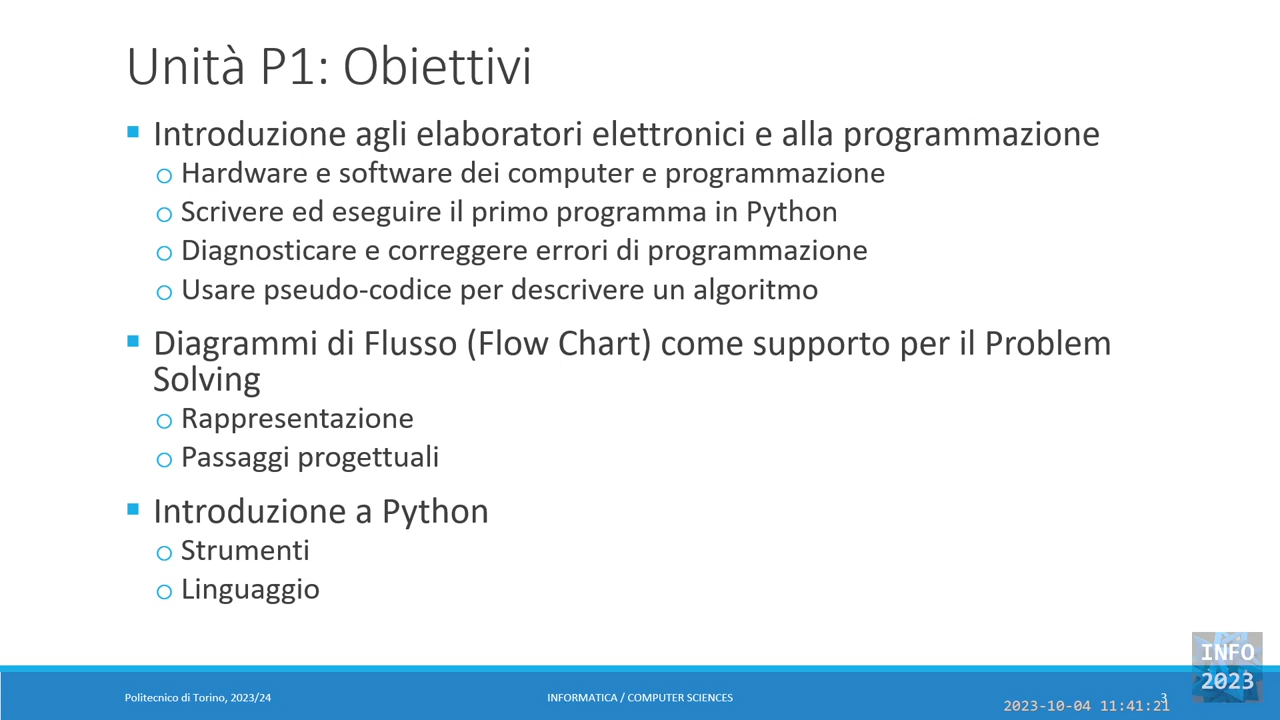 Unità P1: Obiettivi
Introduzione agli elaboratori elettronici e alla programmazione
Hardware e software dei computer e programmazione
Scrivere ed eseguire il primo programma in Python
Diagnosticare e correggere errori di programmazione
Usare pseudo-codice per descrivere un algoritmo
Diagrammi di Flusso (Flow Chart) come supporto per il Problem
Solving
Rappresentazione
Passaggi progettuali
Introduzione a Python
Strumenti
Linguaggio
INFO
2023
Politecnico di Torino, 2023/24
INFORMATICA / COMPUTER SCIENCES
3
2023-10-04 11:41:21